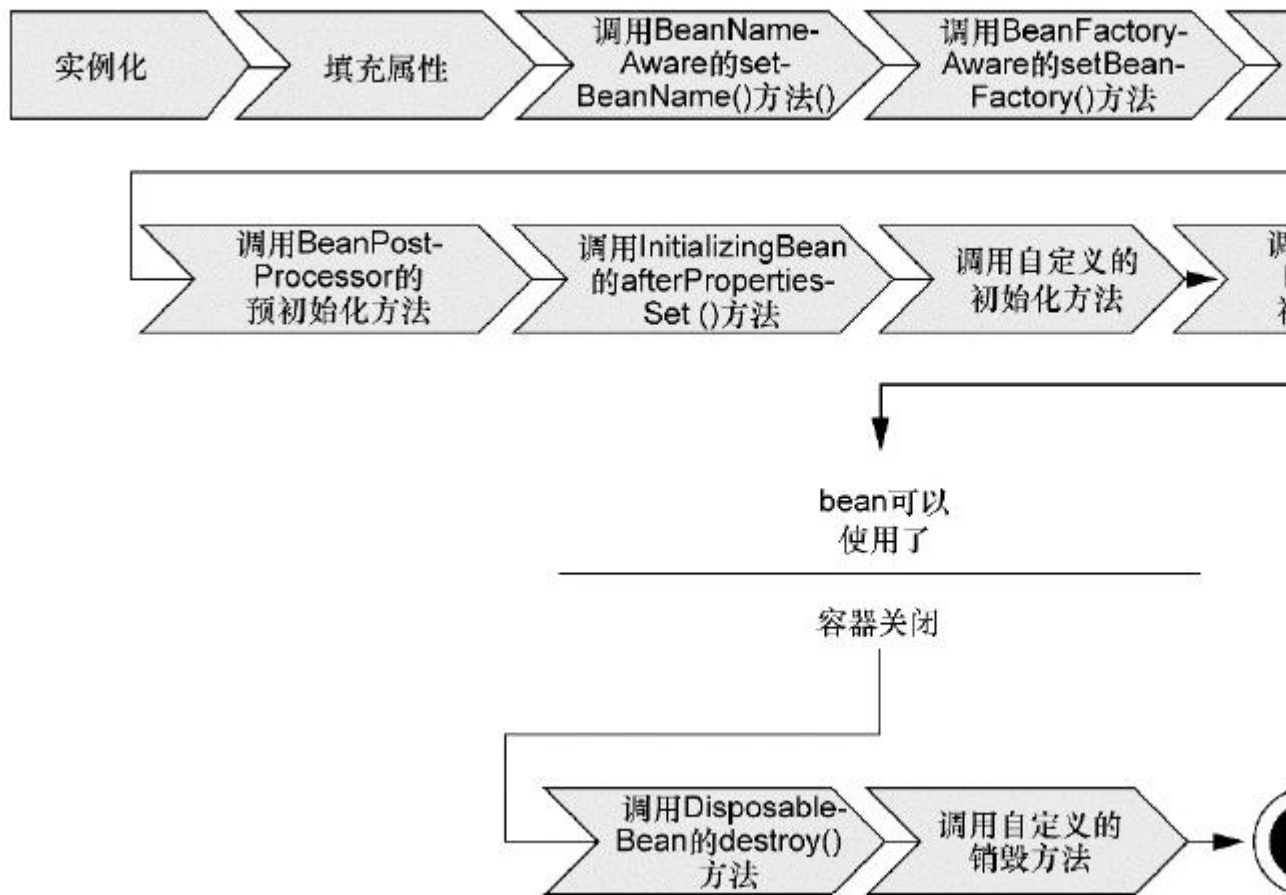 实例化
填充属性
调用BeanName-
Aware的set-
BeanName()方法()
调用BeanFactory-
Aware的setBean-
Factory()方法
调用BeanPost-
Processor的
预初始化方法
调用InitializingBean
的afterProperties-
Set ()方法
调用自定义的
初始化方法
bean可以
使用了
容器关闭
调用Disposable-
Bean的destroy()
方法
调用自定义的
销毁方法